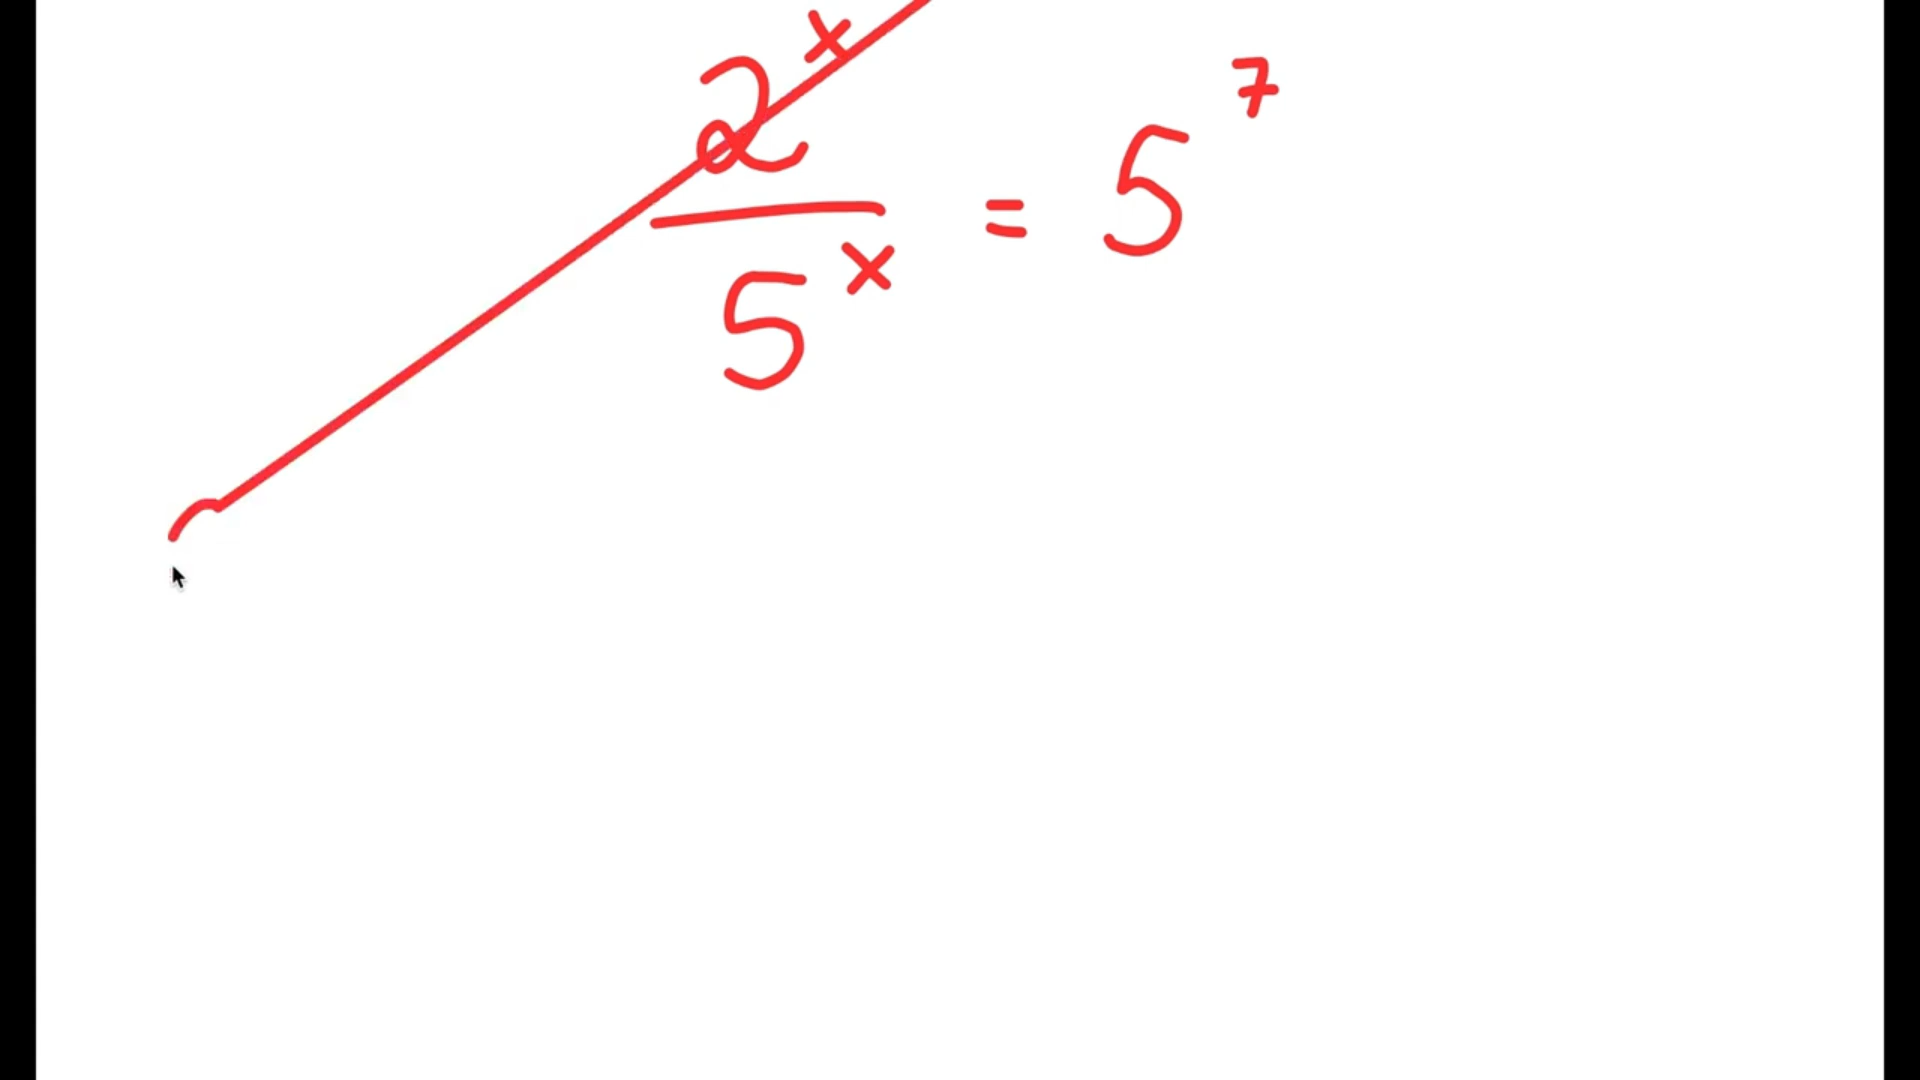 2^x / 5^x = 5^7